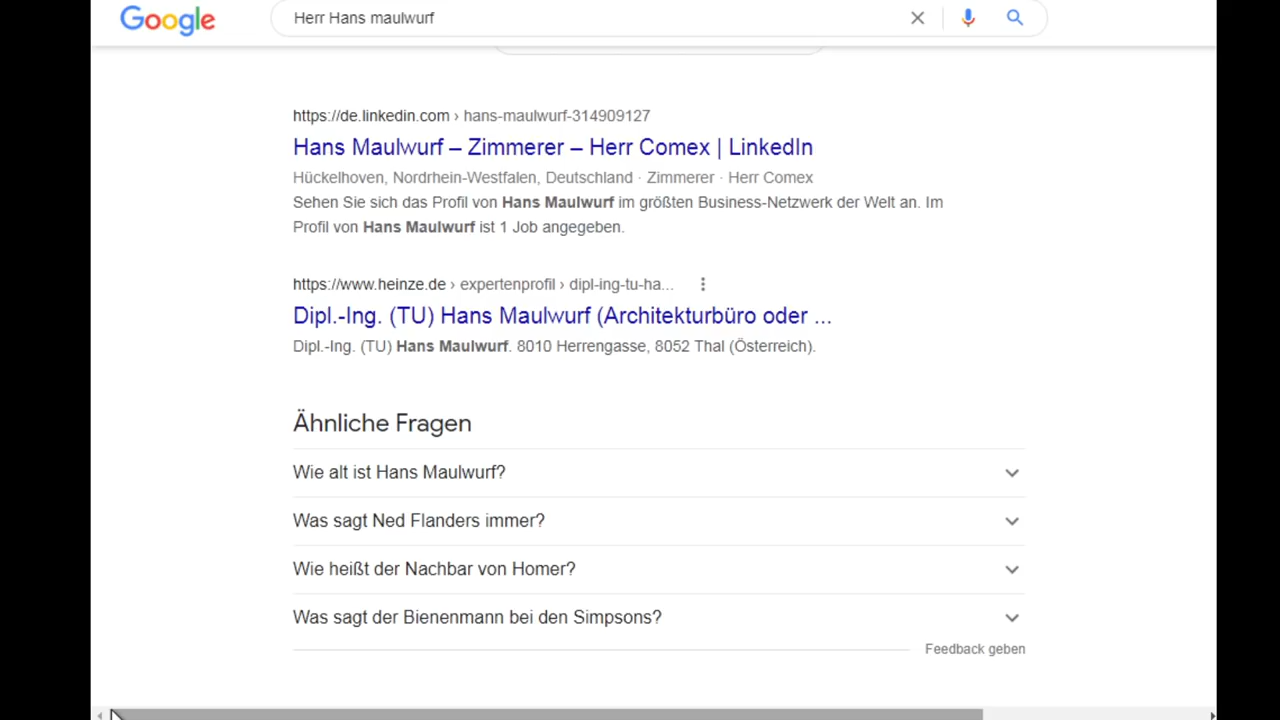 Google
Herr Hans maulwurf
https://de.linkedin.com › hans-maulwurf-314909127
Hans Maulwurf – Zimmerer – Herr Comex | LinkedIn
Hückelhoven, Nordrhein-Westfalen, Deutschland · Zimmerer · Herr Comex
Sehen Sie sich das Profil von Hans Maulwurf im größten Business-Netzwerk der Welt an. Im
Profil von Hans Maulwurf ist 1 Job angegeben.
https://www.heinze.de › expertenprofil › dipl-ing-tu-ha...
Dipl.-Ing. (TU) Hans Maulwurf (Architekturbüro oder ...
Dipl.-Ing. (TU) Hans Maulwurf. 8010 Herrengasse, 8052 Thal (Österreich).
Ähnliche Fragen
Wie alt ist Hans Maulwurf?
Was sagt Ned Flanders immer?
Wie heißt der Nachbar von Homer?
Was sagt der Bienenmann bei den Simpsons?
Feedback geben